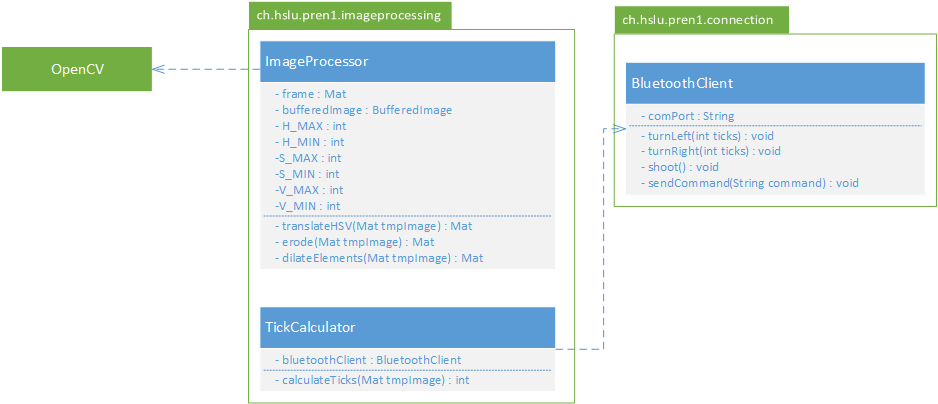 ch.hslu.pren1.imageprocessing
OpenCV
ImageProcessor
- frame : Mat
- bufferedImage : BufferedImage
- H_MAX : int
- H_MIN : int
-S_MAX : int
-S_MIN : int
-V_MAX : int
-V_MIN : int
- translateHSV(Mat tmpImage) : Mat
- erode(Mat tmpImage) : Mat
- dilateElements(Mat tmpImage) : Mat
TickCalculator
- bluetoothClient : BluetoothClient
- calculateTicks(Mat tmpImage) : int
ch.hslu.pren1.connection
BluetoothClient
- comPort : String
- turnLeft(int ticks) : void
- turnRight(int ticks) : void
- shoot() : void
- sendCommand(String command) : void